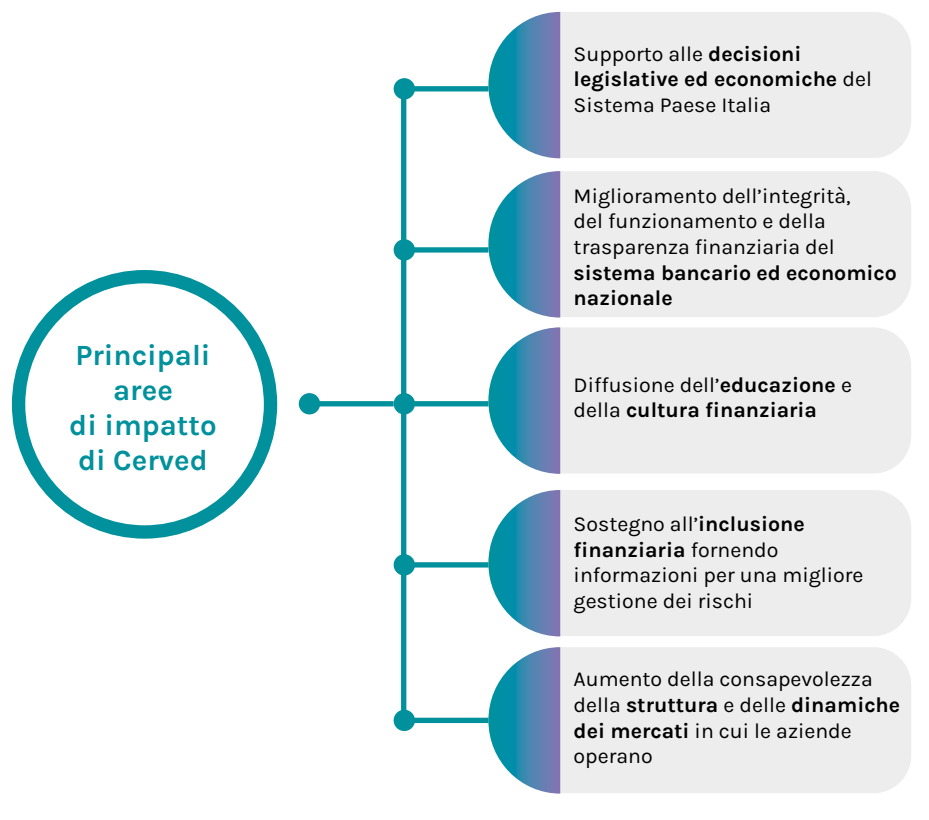 Principali
aree
di impatto
di Cerved
Supporto alle decisioni
legislative ed economiche del
Sistema Paese Italia
Miglioramento dell'integrità,
del funzionamento e della
trasparenza finanziaria del
sistema bancario ed economico
nazionale
Diffusione dell'educazione e
della cultura finanziaria
Sostegno all'inclusione
finanziaria fornendo
informazioni per una migliore
gestione dei rischi
Aumento della consapevolezza
della struttura e delle dinamiche
dei mercati in cui le aziende
operano